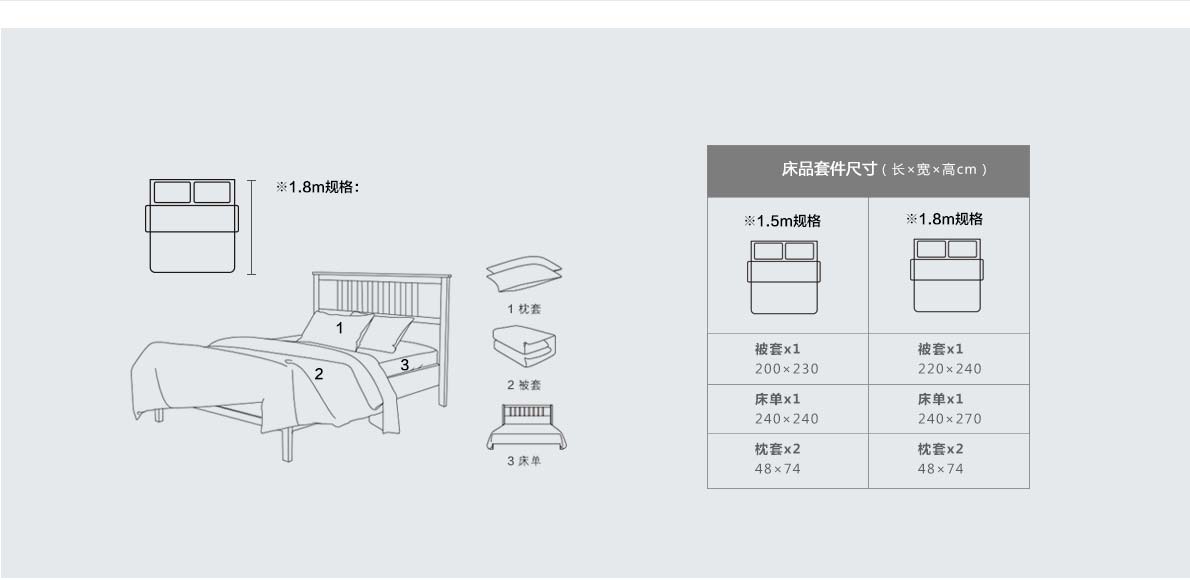 ※1.8m规格：
1
2
3
1 枕套
2 被套
3 床单
床品套件尺寸（长×宽×高cm）
※1.5m规格
※1.8m规格
被套x1
200×230
被套x1
220×240
床单x1
240×240
床单x1
240×270
枕套x2
48×74
枕套x2
48×74